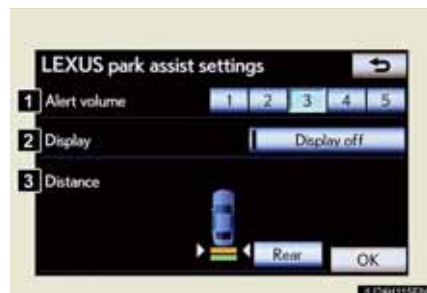 LEXUS park assist settings
1 Alert volume 1 2 3 4 5
2 Display Display off
3 Distance
Rear OK